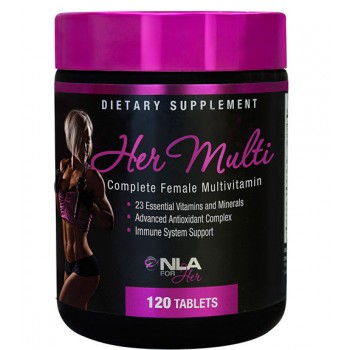 DIETARY SUPPLEMENT
Her Multi
Complete Female Multivitamin
• 23 Essential Vitamins and Minerals
• Advanced Antioxidant Complex
• Immune System Support
NLA
FOR Her
120 TABLETS